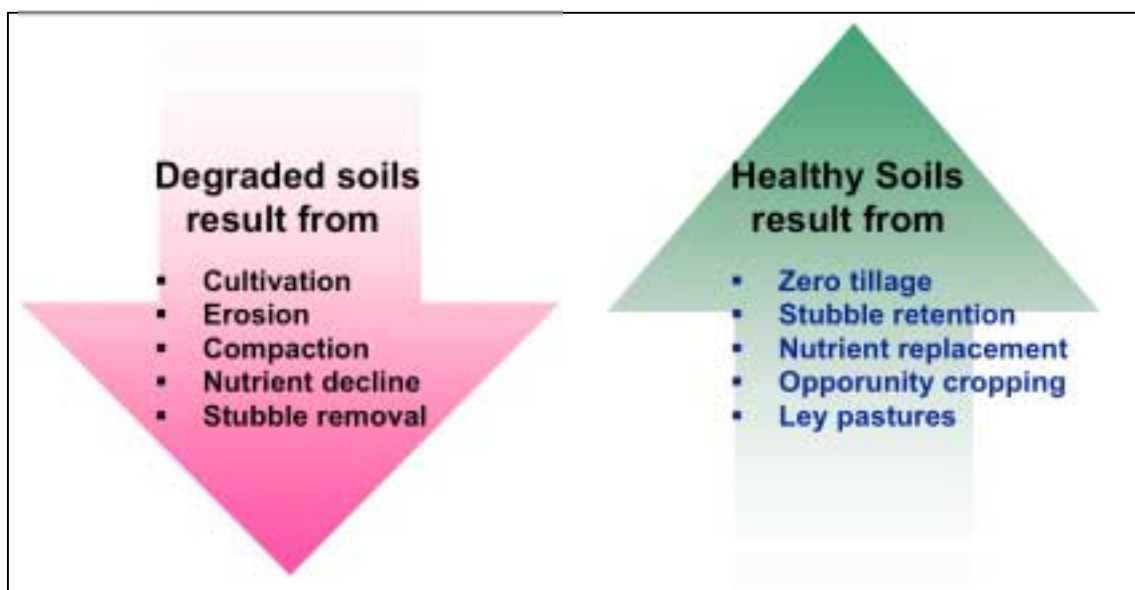 Degraded soils
result from
▪ Cultivation
▪ Erosion
▪ Compaction
▪ Nutrient decline
▪ Stubble removal
Healthy Soils
result from
▪ Zero tillage
▪ Stubble retention
▪ Nutrient replacement
▪ Opporunity cropping
▪ Ley pastures